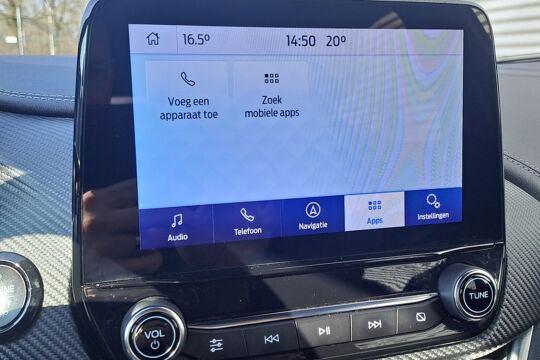 16.5°
14:50 20°
Voeg een
apparaat toe
Zoek
mobiele apps
Audio
Telefoon
Navigatie
Apps
Instellingen
VOL
TUNE